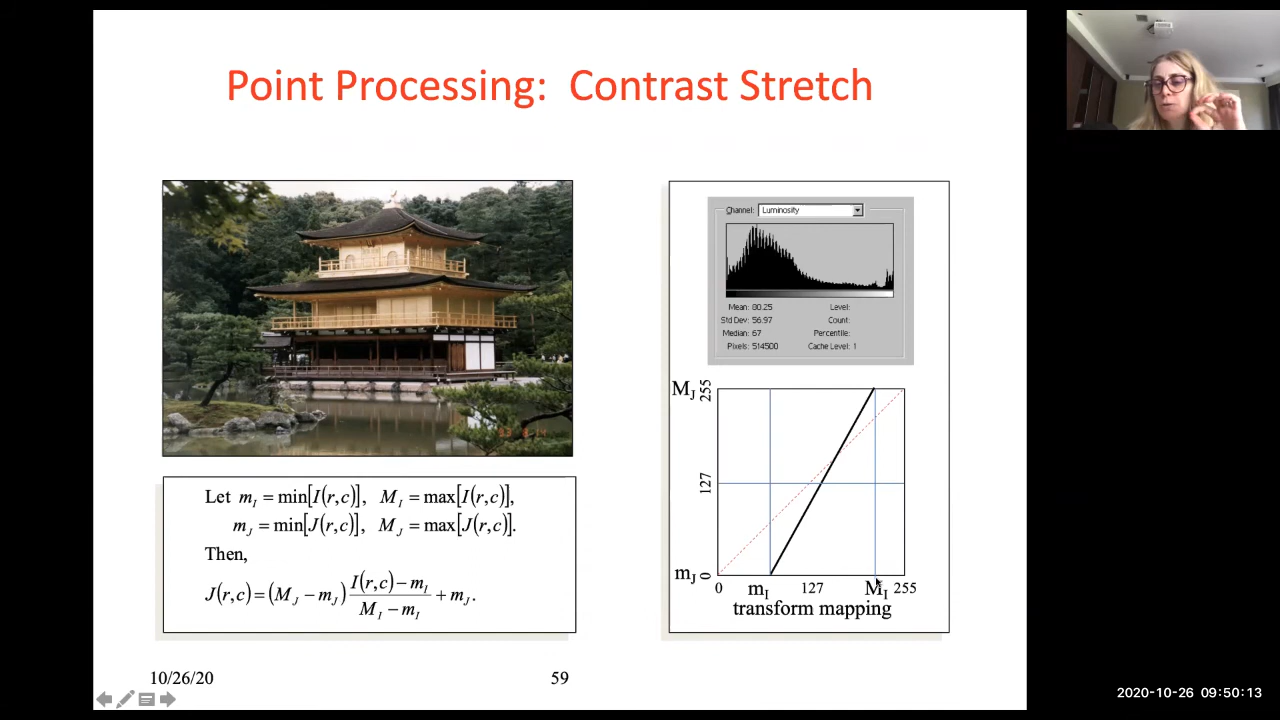 Point Processing: Contrast Stretch
Channel: Luminosity
Mean: 80.25 Level:
Std Dev: 56.97 Count:
Median: 67 Percentile:
Pixels: 514500 Cache Level: 1
M_J 255
127
m_J 0
0 m_I 127 M_I 255
transform mapping
Let m_I = min[I(r,c)], M_I = max[I(r,c)],
m_J = min[J(r,c)], M_J = max[J(r,c)].
Then,
J(r,c) = (M_J − m_J) (I(r,c) − m_I)/(M_I − m_I) + m_J.
10/26/20
59
2020-10-26 09:50:13